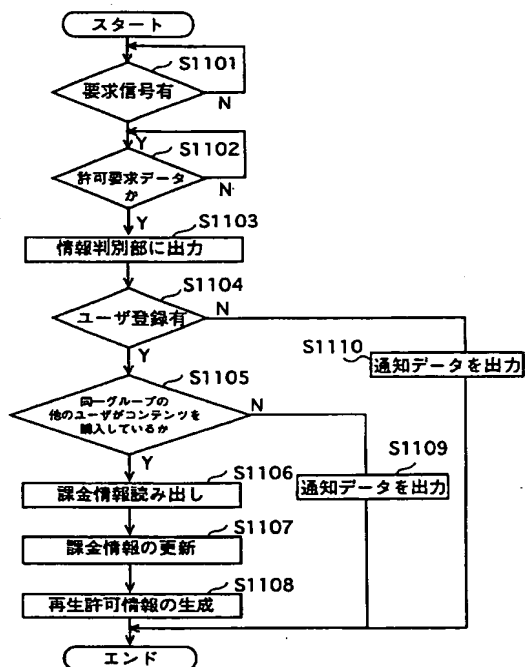 スタート
S1101
要求信号有
N
Y
S1102
許可要求データ
か
N
Y
S1103
情報判別部に出力
S1104
ユーザ登録有
N
Y
S1110
通知データを出力
S1105
同一グループの
他のユーザがコンテンツを
購入しているか
N
Y
S1109
通知データを出力
S1106
課金情報読み出し
S1107
課金情報の更新
S1108
再生許可情報の生成
エンド